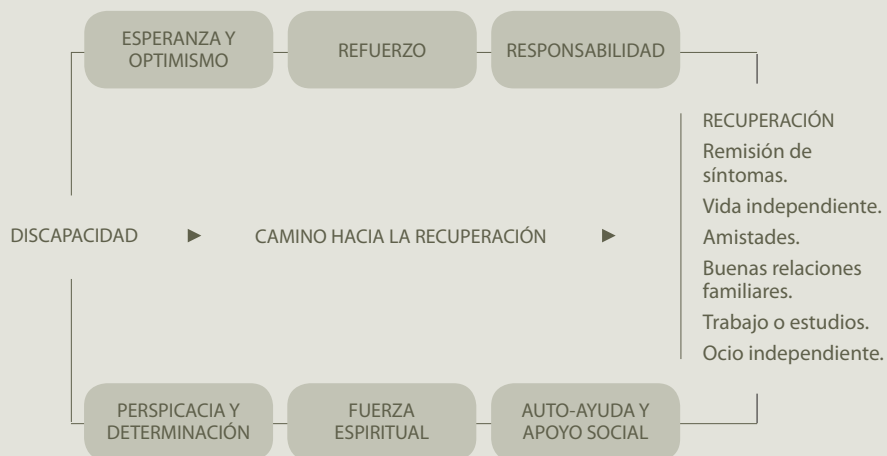 ESPERANZA Y
OPTIMISMO
REFUERZO
RESPONSABILIDAD
DISCAPACIDAD
CAMINO HACIA LA RECUPERACIÓN
RECUPERACIÓN
Remisión de
síntomas.
Vida independiente.
Amistades.
Buenas relaciones
familiares.
Trabajo o estudios.
Ocio independiente.
PERSPICACIA Y
DETERMINACIÓN
FUERZA
ESPIRITUAL
AUTO-AYUDA Y
APOYO SOCIAL